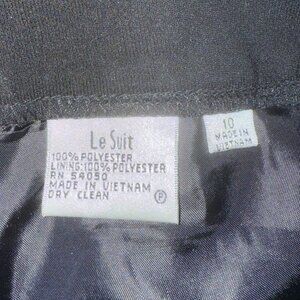 Le Suit
100% POLYESTER
LINING:100% POLYESTER
RN 54050
MADE IN VIETNAM
DRY CLEAN
P
10
MADE IN
VIETNAM